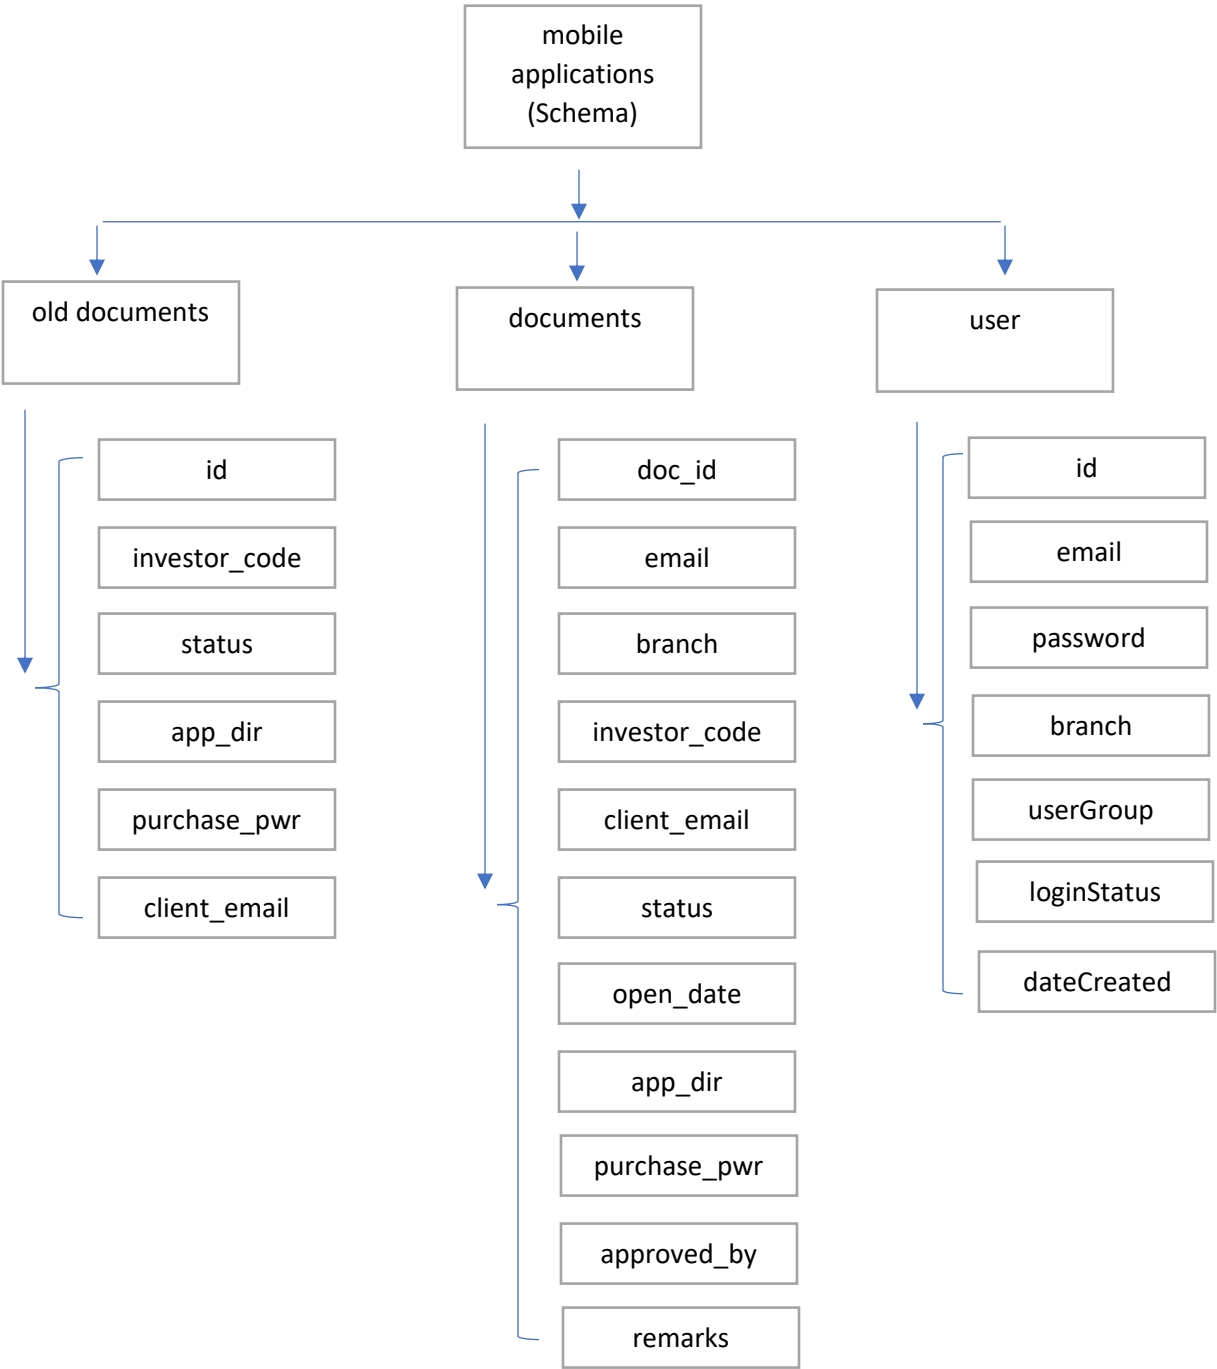 mobile
applications
(Schema)
old documents
documents
user
id
investor_code
status
app_dir
purchase_pwr
client_email
doc_id
email
branch
investor_code
client_email
status
open_date
app_dir
purchase_pwr
approved_by
remarks
id
email
password
branch
userGroup
loginStatus
dateCreated